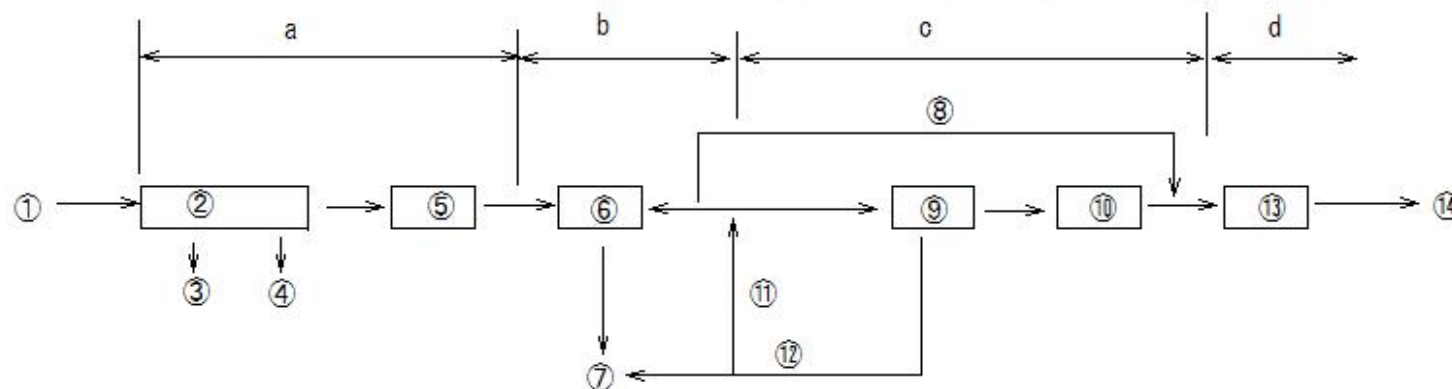 a b c d
⑧
① ② ⑤ ⑥ ⑨ ⑩ ⑬ ⑭
③ ④ ⑪
⑦ ⑫